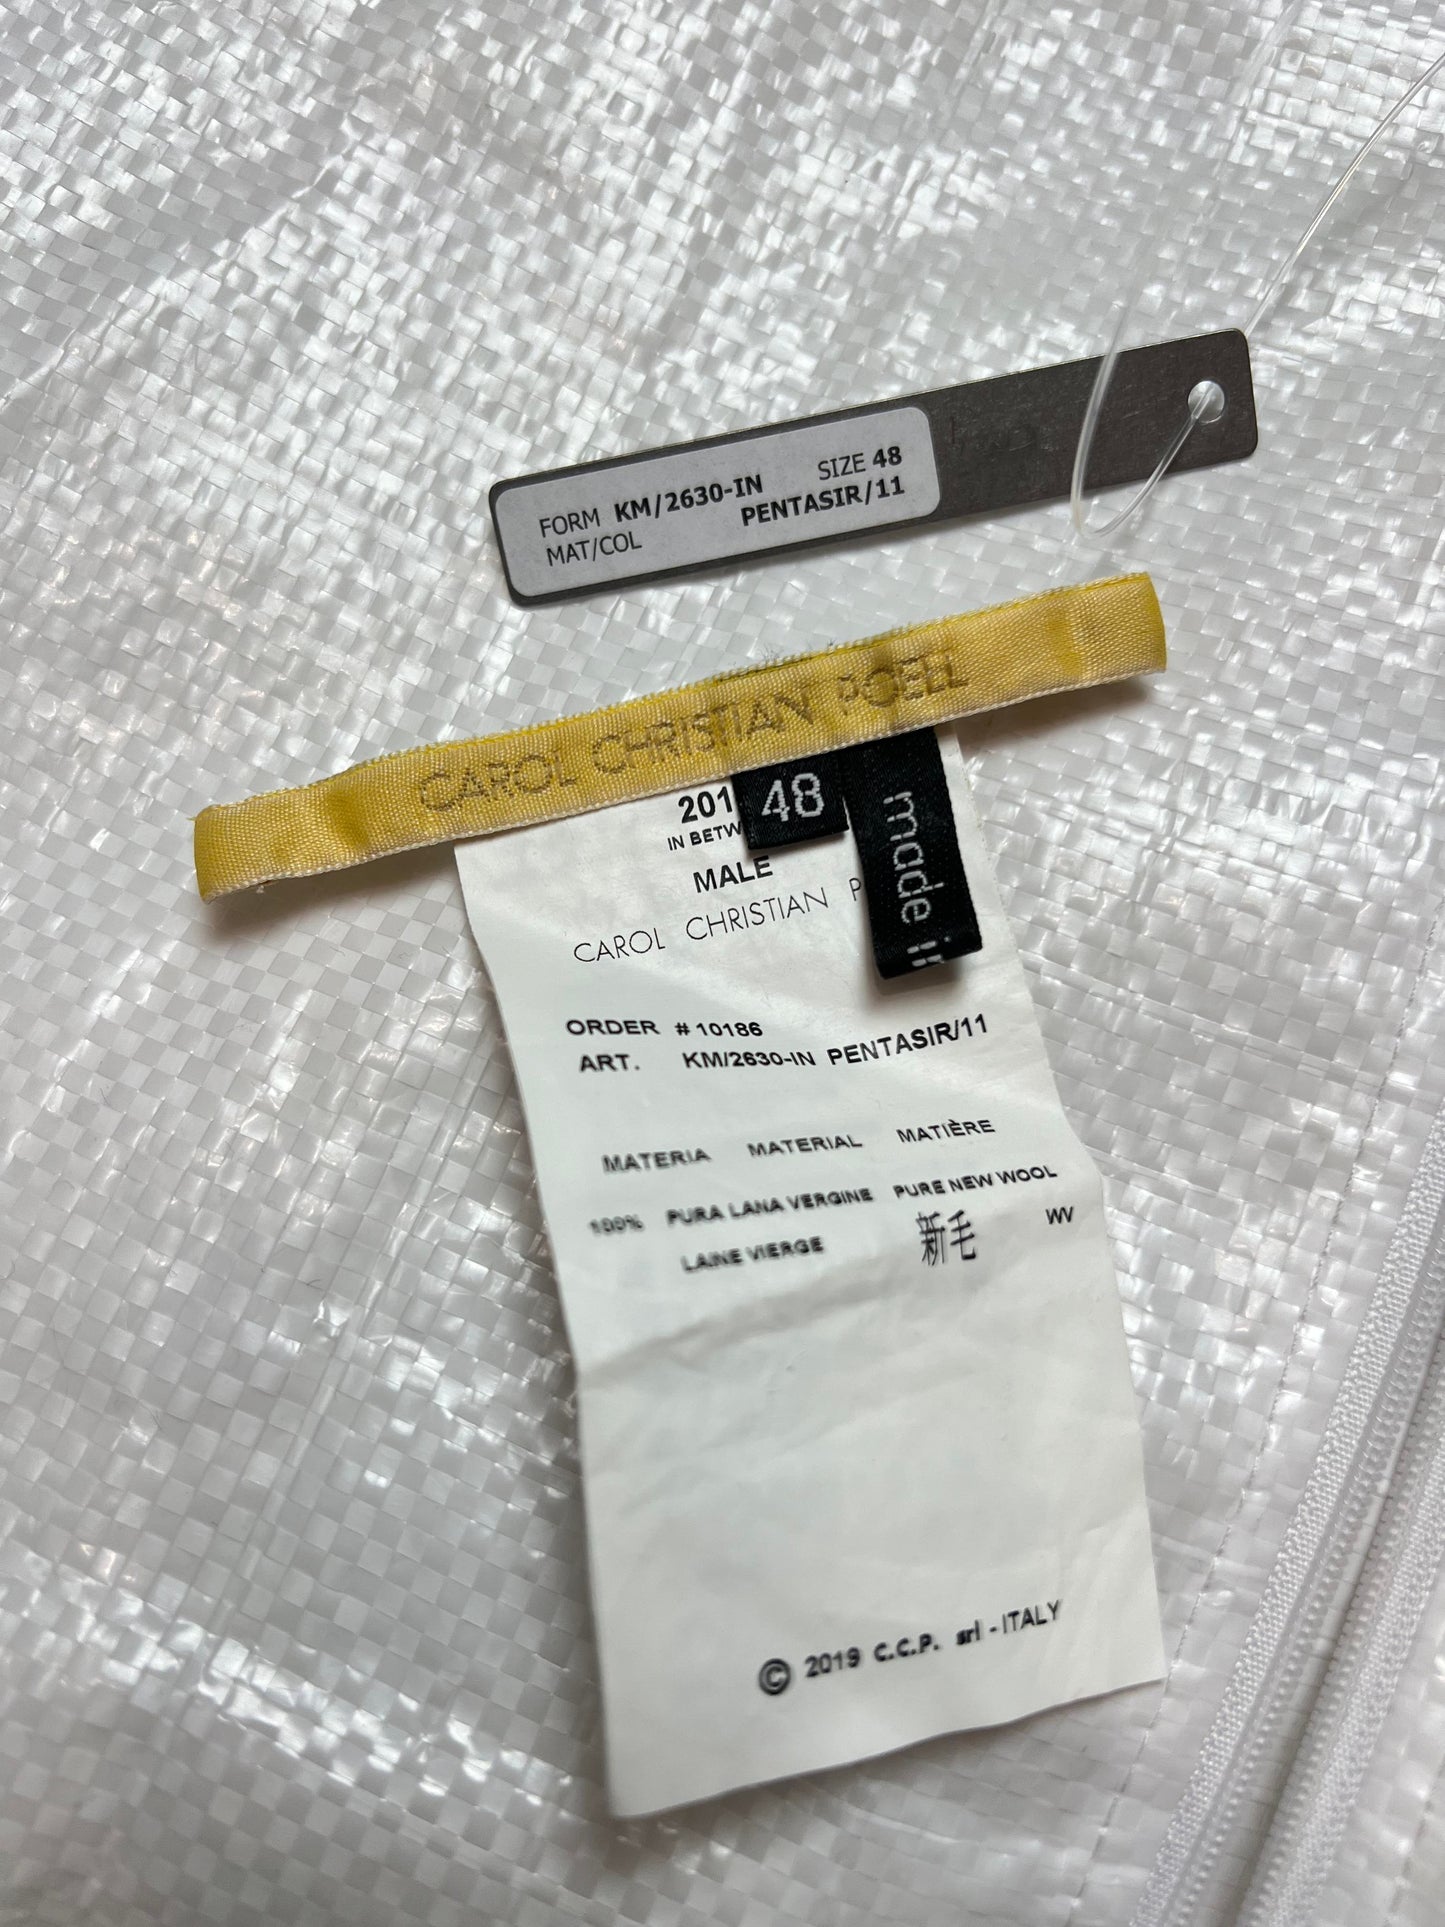 FORM KM/2630-IN SIZE 48
MAT/COL PENTASIR/11
CAROL CHRISTIAN POELL
201
48
IN BETW
MALE
CAROL CHRISTIAN P
made in
ORDER #10186
ART. KM/2630-IN PENTASIR/11
MATERIA MATERIAL MATIÈRE
100% PURA LANA VERGINE PURE NEW WOOL
LAINE VIERGE 新毛 WV
© 2019 C.C.P. srl - ITALY